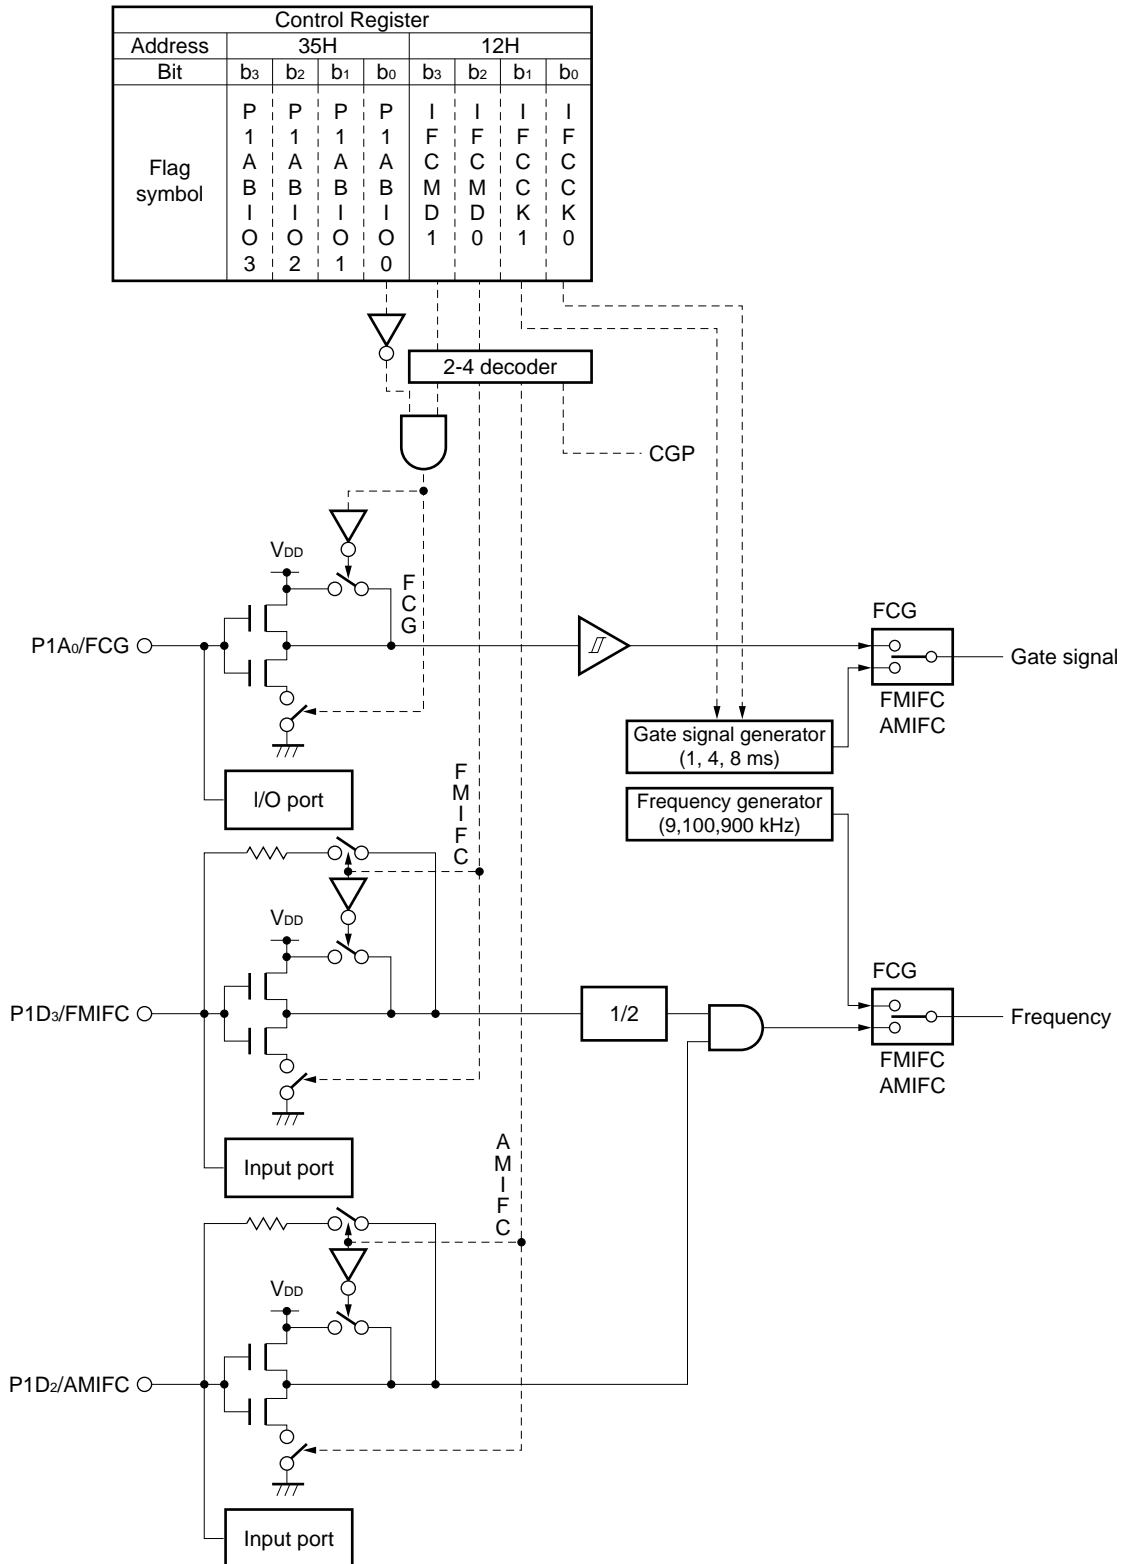 Control Register
Address 35H 12H
Bit b3 b2 b1 b0 b3 b2 b1 b0
Flag symbol P1ABIO3 P1ABIO2 P1ABIO1 P1ABIO0 IFCMD1 IFCMD0 IFCCK1 IFCCK0
2-4 decoder
CGP
VDD
FCG
P1A0/FCG
FCG
Gate signal
FMIFC
AMIFC
Gate signal generator
(1, 4, 8 ms)
I/O port
FMIFC
Frequency generator
(9,100,900 kHz)
VDD
P1D3/FMIFC
1/2
FCG
Frequency
FMIFC
AMIFC
Input port
AMIFC
VDD
P1D2/AMIFC
Input port